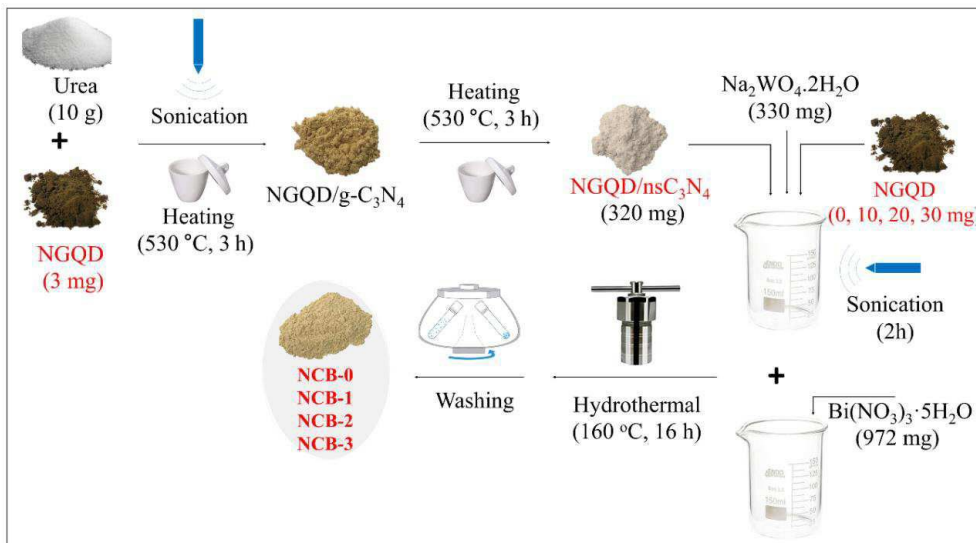 Urea
(10 g)
+
NGQD
(3 mg)
Sonication
Heating
(530 °C, 3 h)
NGQD/g-C₃N₄
Heating
(530 °C, 3 h)
NGQD/nsC₃N₄
(320 mg)
Na₂WO₄.2H₂O
(330 mg)
NGQD
(0, 10, 20, 30 mg)
150ml
Sonication
(2h)
+
Bi(NO₃)₃·5H₂O
(972 mg)
150ml
Hydrothermal
(160 °C, 16 h)
Washing
NCB-0
NCB-1
NCB-2
NCB-3